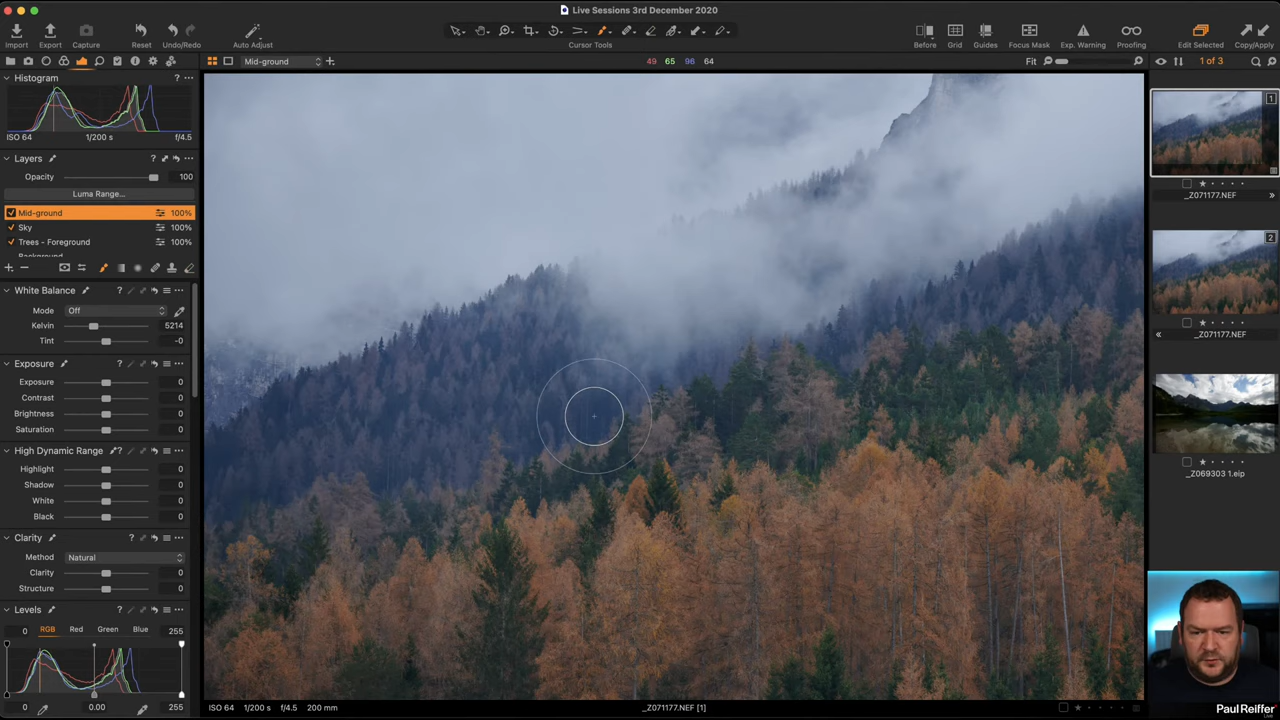 Live Sessions 3rd December 2020
Import
Export
Capture
Reset
Undo/Redo
Auto Adjust
Cursor Tools
Before
Grid
Guides
Focus Mask
Exp. Warning
Proofing
Edit Selected
Copy/Apply
Mid-ground
49 65 96 64
Fit
1 of 3
Histogram
ISO 64 1/200 s f/4.5
Layers
Opacity 100
Luma Range...
Mid-ground 100%
Sky 100%
Trees - Foreground 100%
Background
White Balance
Mode Off
Kelvin 5214
Tint -0
Exposure
Exposure 0
Contrast 0
Brightness 0
Saturation 0
High Dynamic Range
Highlight 0
Shadow 0
White 0
Black 0
Clarity
Method Natural
Clarity 0
Structure 0
Levels
0 RGB Red Green Blue 255
0 0.00 255
ISO 64 1/200 s f/4.5 200 mm
_Z071177.NEF [1]
1
_Z071177.NEF
2
_Z071177.NEF
_Z069303 1.eip
Paul Reiffer
Live